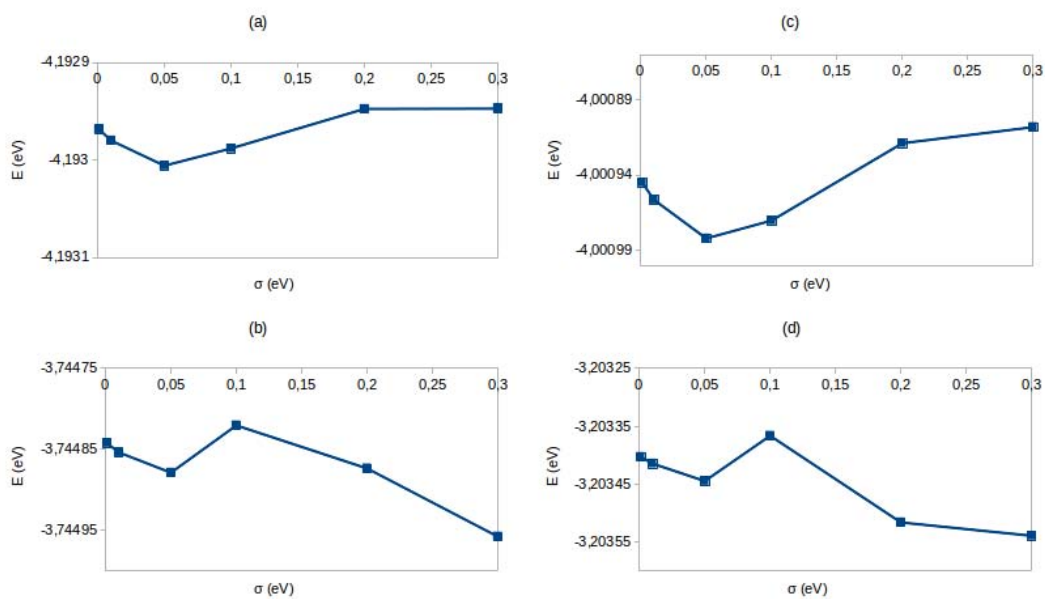 (a)
-4,1929
0 0,05 0,1 0,15 0,2 0,25 0,3
E (eV)
-4,193
-4,1931
σ (eV)
(c)
0 0,05 0,1 0,15 0,2 0,25 0,3
-4,00089
E (eV)
-4,00094
-4,00099
σ (eV)
(b)
-3,74475
0 0,05 0,1 0,15 0,2 0,25 0,3
E (eV)
-3,74485
-3,74495
σ (eV)
(d)
-3,20325
0 0,05 0,1 0,15 0,2 0,25 0,3
-3,20335
E (eV)
-3,20345
-3,20355
σ (eV)